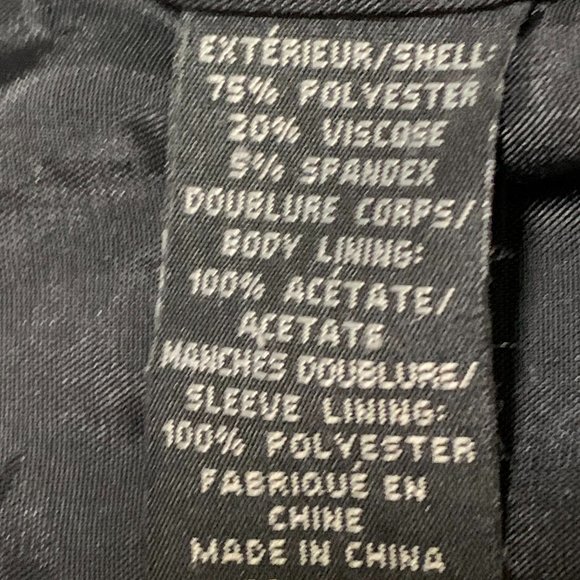 EXTÉRIEUR/SHELL:
75% POLYESTER
20% VISCOSE
5% SPANDEX
DOUBLURE CORPS/
BODY LINING:
100% ACÉTATE/
ACETATE
MANCHES DOUBLURE/
SLEEVE LINING:
100% POLYESTER
FABRIQUÉ EN
CHINE
MADE IN CHINA